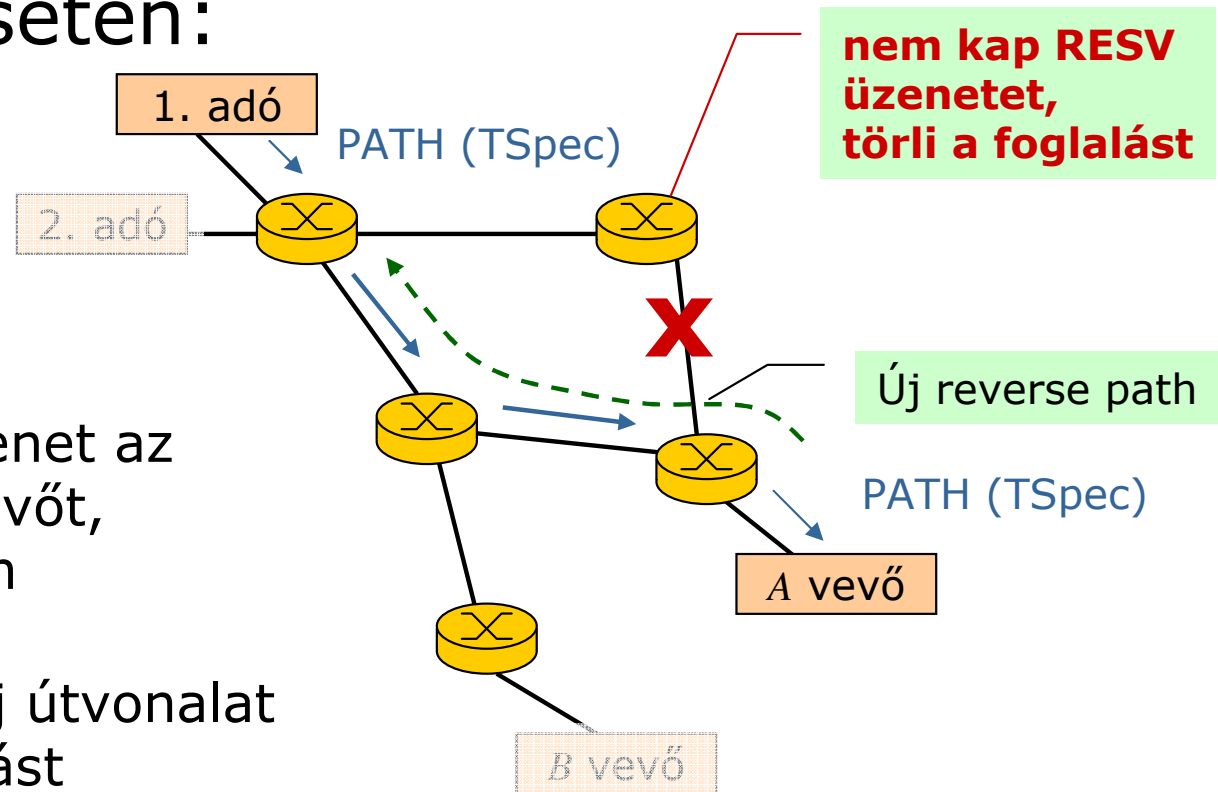 setén:
nem kap RESV
üzenetet,
törli a foglalást
1. adó
PATH (TSpec)
2. adó
X
Új reverse path
enet az
vőt,
n
PATH (TSpec)
A vevő
j útvonalat
ást
B vevő